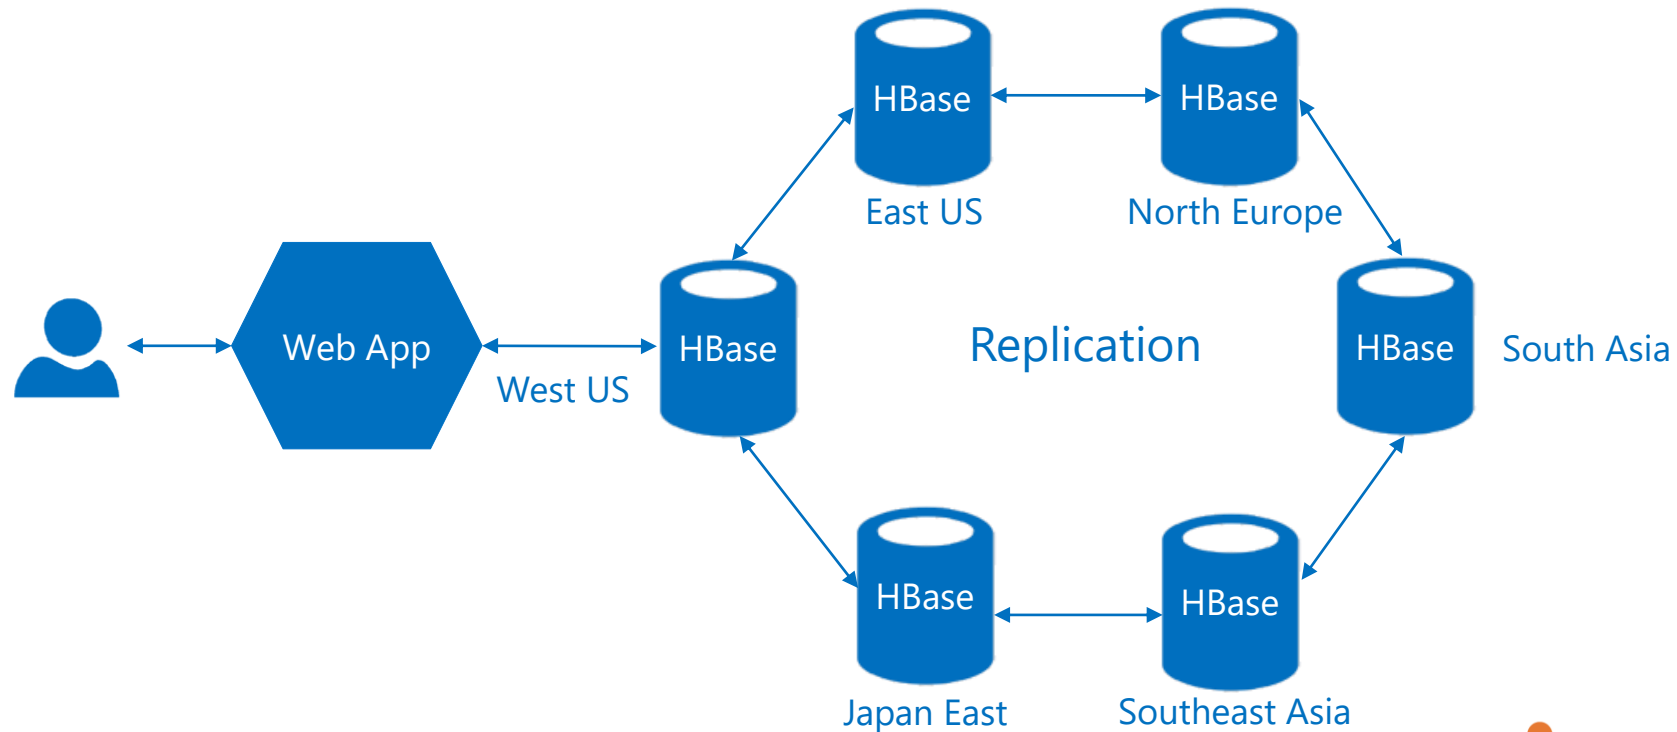 HBase
HBase
East US
North Europe
Web App
West US
HBase
Replication
HBase
South Asia
HBase
HBase
Japan East
Southeast Asia